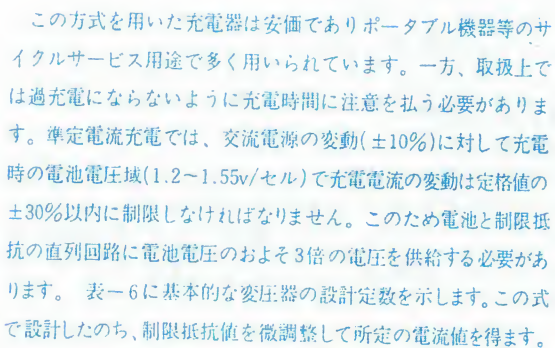 この方式を用いた充電器は安価でありポータブル機器等のサ
イクルサービス用途で多く用いられています。一方、取扱上で
は過充電にならないように充電時間に注意を払う必要がありま
す。準定電流充電では、交流電源の変動(±10%)に対して充電
時の電池電圧域(1.2~1.55v/セル)で充電電流の変動は定格値の
±30%以内に制限しなければなりません。このため電池と制限抵
抗の直列回路に電池電圧のおよそ3倍の電圧を供給する必要があ
ります。 表－6に基本的な変圧器の設計定数を示します。この式
で設計したのち、制限抵抗値を微調整して所定の電流値を得ます。